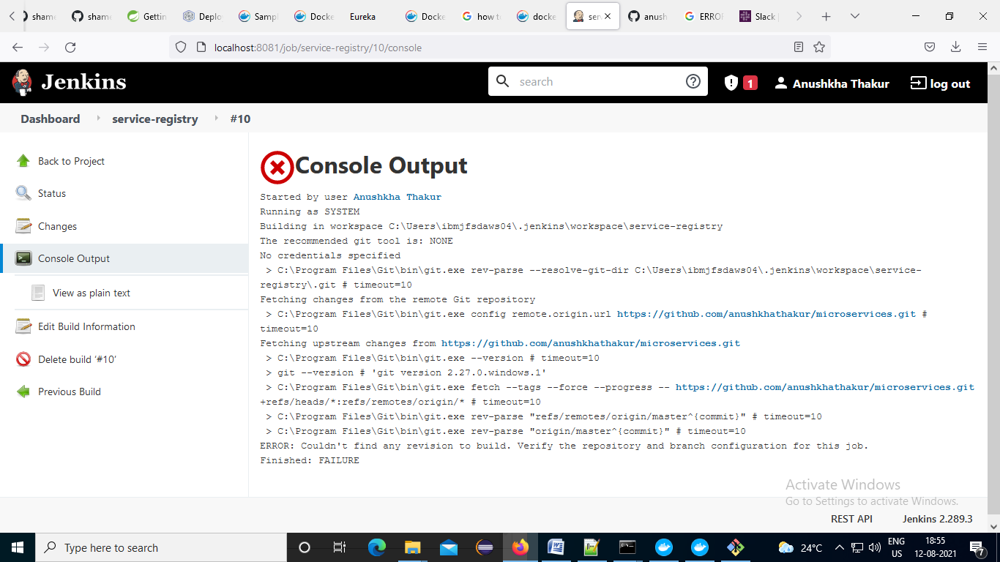 shame
shame
Gettin
Deplo
Samp
Docke
Eureka
Docke
how to
docke
serv
anush
ERROR
Slack
localhost:8081/job/service-registry/10/console
Jenkins
search
1
Anushkha Thakur
log out
Dashboard
service-registry
#10
Back to Project
Status
Changes
Console Output
View as plain text
Edit Build Information
Delete build ‘#10’
Previous Build
Console Output
Started by user Anushkha Thakur
Running as SYSTEM
Building in workspace C:\Users\ibmjfsdaws04\.jenkins\workspace\service-registry
The recommended git tool is: NONE
No credentials specified
> C:\Program Files\Git\bin\git.exe rev-parse --resolve-git-dir C:\Users\ibmjfsdaws04\.jenkins\workspace\service-
registry\.git # timeout=10
Fetching changes from the remote Git repository
> C:\Program Files\Git\bin\git.exe config remote.origin.url https://github.com/anushkhathakur/microservices.git #
timeout=10
Fetching upstream changes from https://github.com/anushkhathakur/microservices.git
> C:\Program Files\Git\bin\git.exe --version # timeout=10
> git --version # 'git version 2.27.0.windows.1'
> C:\Program Files\Git\bin\git.exe fetch --tags --force --progress -- https://github.com/anushkhathakur/microservices.git
+refs/heads/*:refs/remotes/origin/* # timeout=10
> C:\Program Files\Git\bin\git.exe rev-parse "refs/remotes/origin/master^{commit}" # timeout=10
> C:\Program Files\Git\bin\git.exe rev-parse "origin/master^{commit}" # timeout=10
ERROR: Couldn't find any revision to build. Verify the repository and branch configuration for this job.
Finished: FAILURE
Activate Windows
Go to Settings to activate Windows.
REST API
Jenkins 2.289.3
Type here to search
24°C
ENG
US
18:55
12-08-2021
7